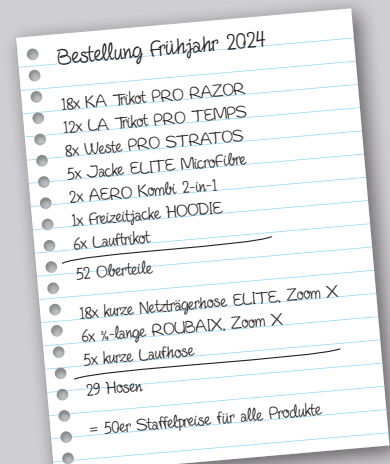 Bestellung Frühjahr 2024
18x KA Trikot PRO RAZOR
12x LA Trikot PRO TEMPS
8x Weste PRO STRATOS
5x Jacke ELITE Microfibre
2x AERO Kombi 2-in-1
1x Freizeitjacke HOODIE
6x Lauftrikot
52 Oberteile
18x kurze Netzträgerhose ELITE, Zoom X
6x ¾-lange ROUBAIX, Zoom X
5x kurze Laufhose
29 Hosen
= 50er Staffelpreise für alle Produkte